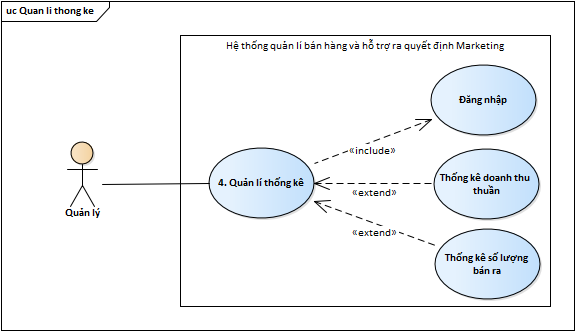 uc Quan li thong ke
Hệ thống quản lí bán hàng và hỗ trợ ra quyết định Marketing
Đăng nhập
«include»
4. Quản lí thống kê
Thống kê doanh thu
thuần
«extend»
Quản lý
«extend»
Thống kê số lượng
bán ra